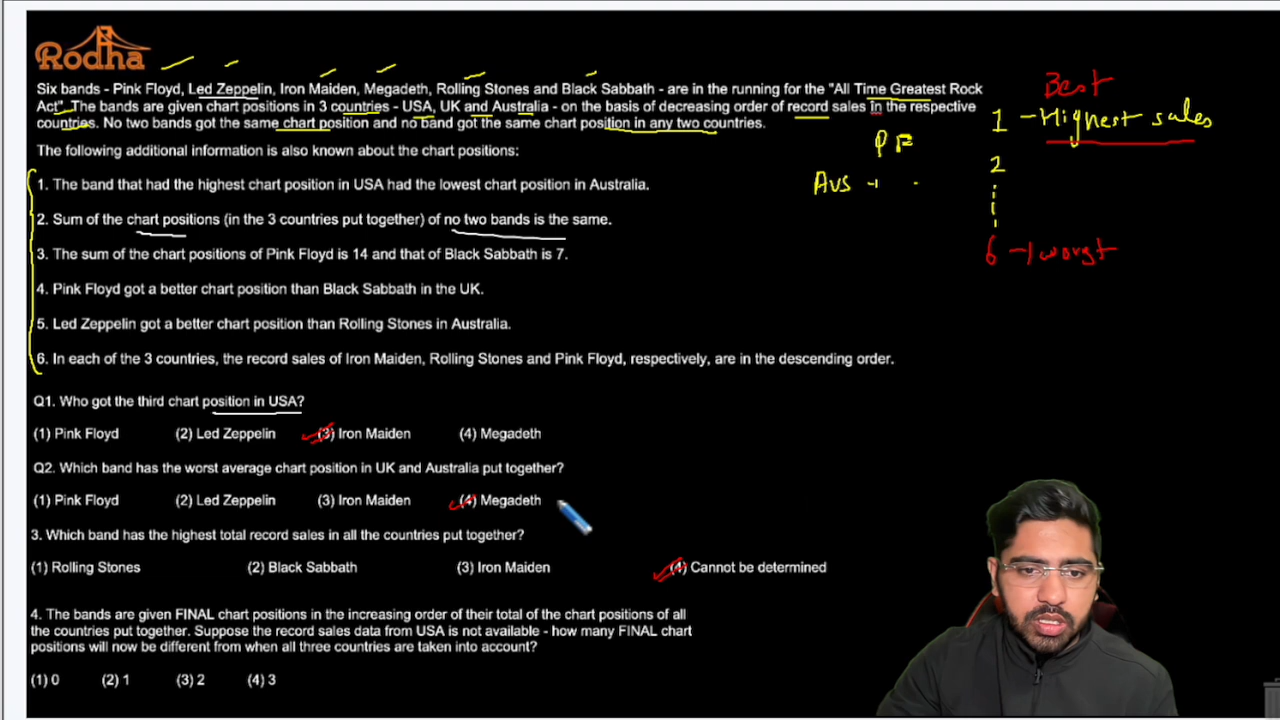 Rodha
Six bands - Pink Floyd, Led Zeppelin, Iron Maiden, Megadeth, Rolling Stones and Black Sabbath - are in the running for the "All Time Greatest Rock
Act". The bands are given chart positions in 3 countries - USA, UK and Australia - on the basis of decreasing order of record sales in the respective
countries. No two bands got the same chart position and no band got the same chart position in any two countries.
The following additional information is also known about the chart positions:
1. The band that had the highest chart position in USA had the lowest chart position in Australia.
2. Sum of the chart positions (in the 3 countries put together) of no two bands is the same.
3. The sum of the chart positions of Pink Floyd is 14 and that of Black Sabbath is 7.
4. Pink Floyd got a better chart position than Black Sabbath in the UK.
5. Led Zeppelin got a better chart position than Rolling Stones in Australia.
6. In each of the 3 countries, the record sales of Iron Maiden, Rolling Stones and Pink Floyd, respectively, are in the descending order.
Best
1 - Highest sales
2
6 - worst
PF
Aus
Q1. Who got the third chart position in USA?
(1) Pink Floyd (2) Led Zeppelin (3) Iron Maiden (4) Megadeth
Q2. Which band has the worst average chart position in UK and Australia put together?
(1) Pink Floyd (2) Led Zeppelin (3) Iron Maiden (4) Megadeth
3. Which band has the highest total record sales in all the countries put together?
(1) Rolling Stones (2) Black Sabbath (3) Iron Maiden (4) Cannot be determined
4. The bands are given FINAL chart positions in the increasing order of their total of the chart positions of all
the countries put together. Suppose the record sales data from USA is not available - how many FINAL chart
positions will now be different from when all three countries are taken into account?
(1) 0 (2) 1 (3) 2 (4) 3